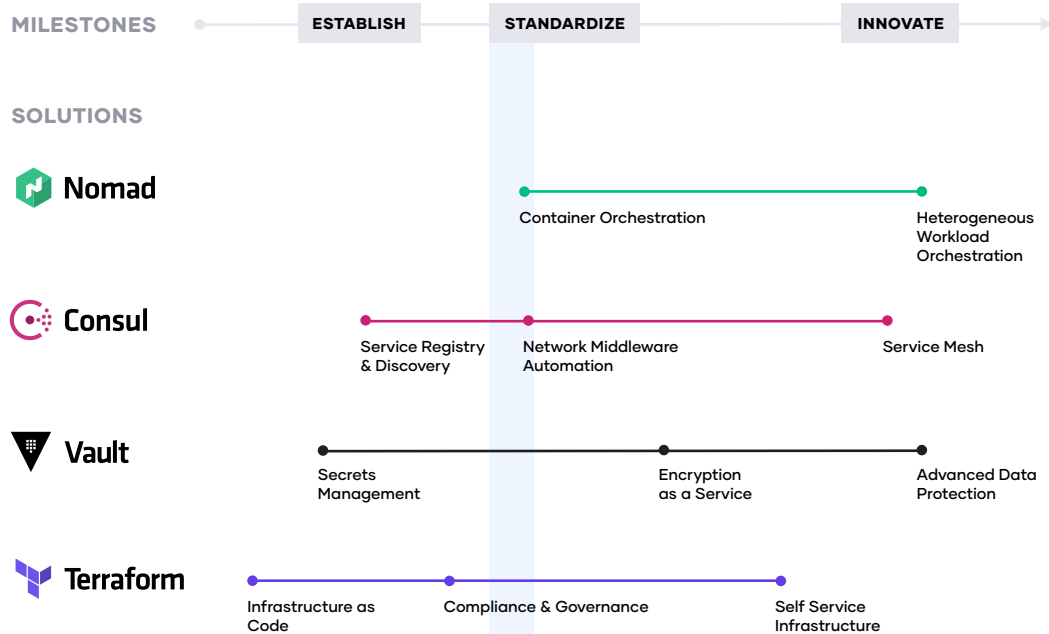 MILESTONES
ESTABLISH
STANDARDIZE
INNOVATE
SOLUTIONS
Nomad
Container Orchestration
Heterogeneous
Workload
Orchestration
Consul
Service Registry
& Discovery
Network Middleware
Automation
Service Mesh
Vault
Secrets
Management
Encryption
as a Service
Advanced Data
Protection
Terraform
Infrastructure as
Code
Compliance & Governance
Self Service
Infrastructure